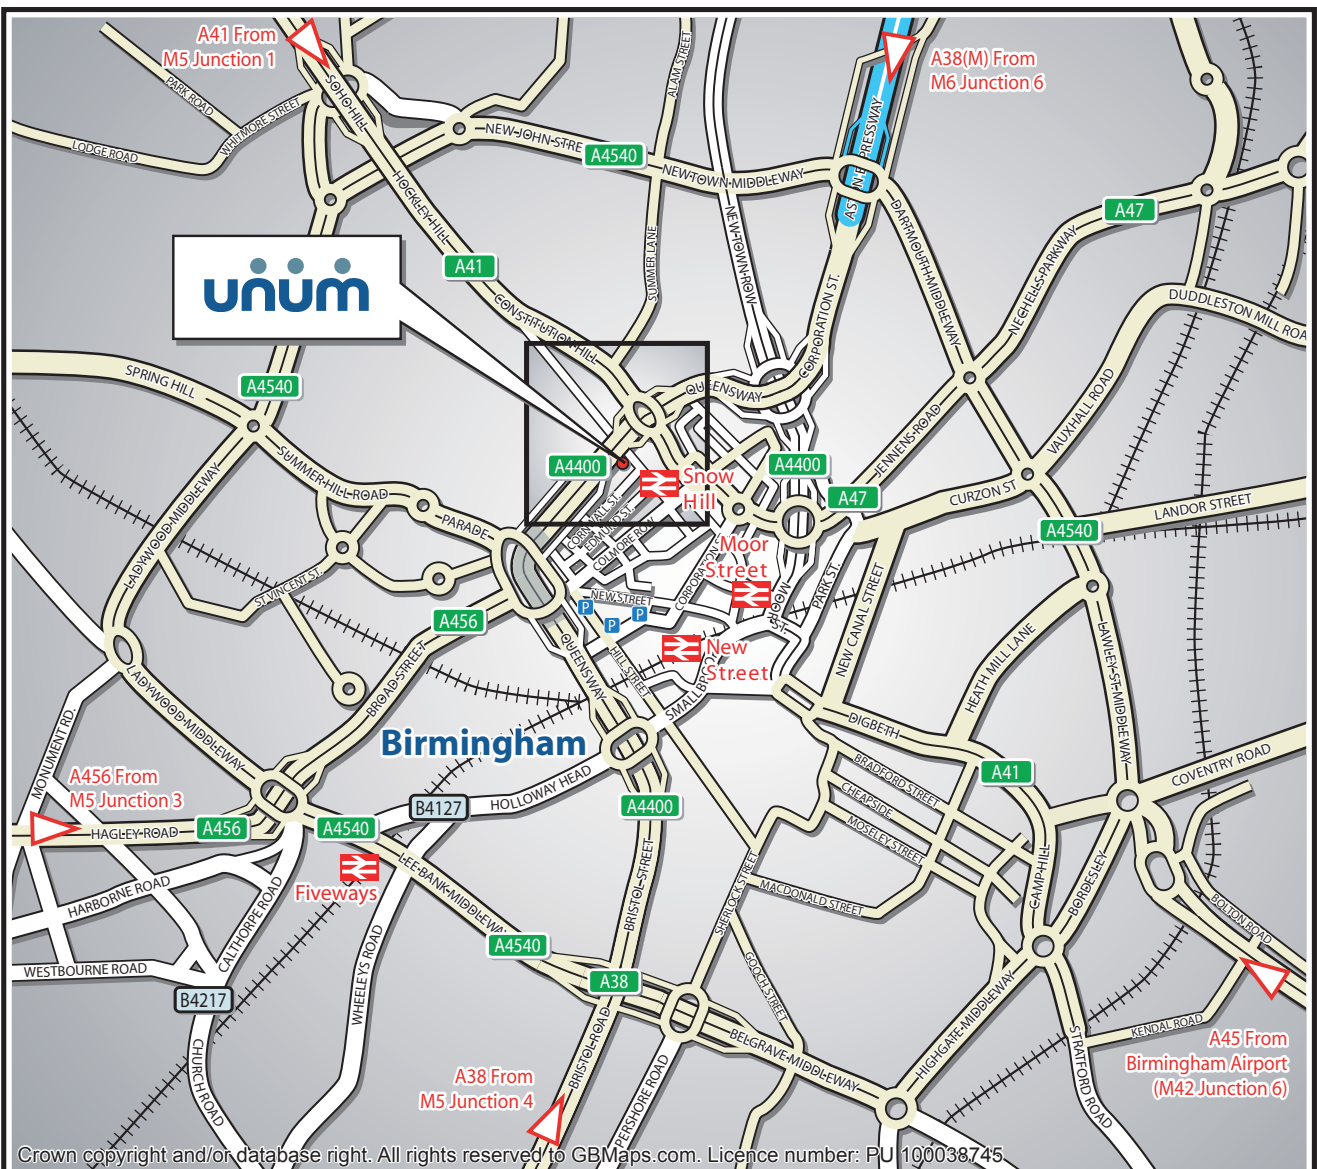 A41 From
M5 Junction 1
A38(M) From
M6 Junction 6
PARK ROAD
LODGE ROAD
WHITMORE STREET
SOHO HILL
ALAM STREET
NEW JOHN STRE
A4540
NEWTOWN MIDDLEWAY
HOCKLEY HILL
A47
DARTMOUTH MIDDLEWAY
NECHELLS PARKWAY
NEW TOWN ROW
SUMMER LANE
unum
A41
CONSTITUTION HILL
CORPORATION ST.
DUDDLESTON MILL ROA
SPRING HILL
A4540
QUEENSWAY
VAUXHALL ROAD
JENNENS ROAD
SUMMER HILL ROAD
LADYWOOD MIDDLEWAY
A4400
Snow
Hill
A4400
A47
CURZON ST
LANDOR STREET
A4540
PARADE
CORNWALL ST.
EDMUND ST.
COLMORE ROW
Moor
Street
ST VINCENT ST.
NEW STREET
P
P
P
MOOR
ST.
PARK ST.
NEW CANAL STREET
A456
BROAD STREET
QUEENSWAY
HILL STREET
New
Street
HEATH MILL LANE
LAWLEY ST MIDDLEWAY
LADYWOOD MIDDLEWAY
MONUMENT RD.
Birmingham
DIGBETH
BRADFORD STREET
CHEAPSIDE
MOSELEY STREET
A41
COVENTRY ROAD
A456 From
M5 Junction 3
HAGLEY ROAD
A456
A4540
B4127
HOLLOWAY HEAD
A4400
Fiveways
LEE BANK MIDDLEWAY
HARBORNE ROAD
CALTHORPE ROAD
WESTBOURNE ROAD
B4217
WHEELEYS ROAD
CHURCH ROAD
BRISTOL STREET
SHERLOCK STREET
MACDONALD STREET
GOOCH STREET
CAMP HILL
BORDESLEY
BOLTON ROAD
A4540
A38
BRISTOL ROAD
BELGRAVE MIDDLEWAY
HIGHGATE MIDDLEWAY
KENDAL ROAD
STRATFORD ROAD
PERSHORE ROAD
A38 From
M5 Junction 4
A45 From
Birmingham Airport
(M42 Junction 6)
Crown copyright and/or database right. All rights reserved to GBMaps.com. Licence number: PU 100038745